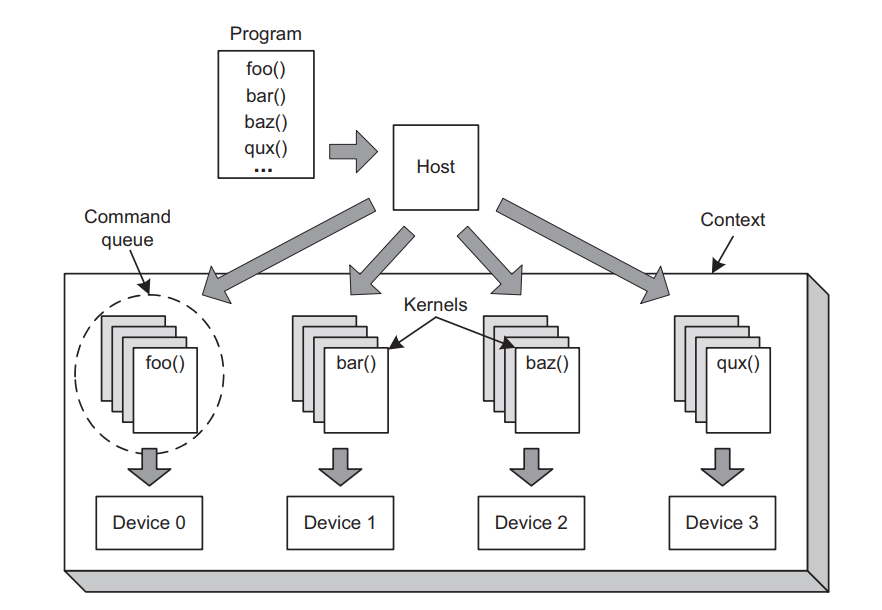 Program
foo()
bar()
baz()
qux()
...
Host
Command
queue
Context
Kernels
foo()
bar()
baz()
qux()
Device 0
Device 1
Device 2
Device 3